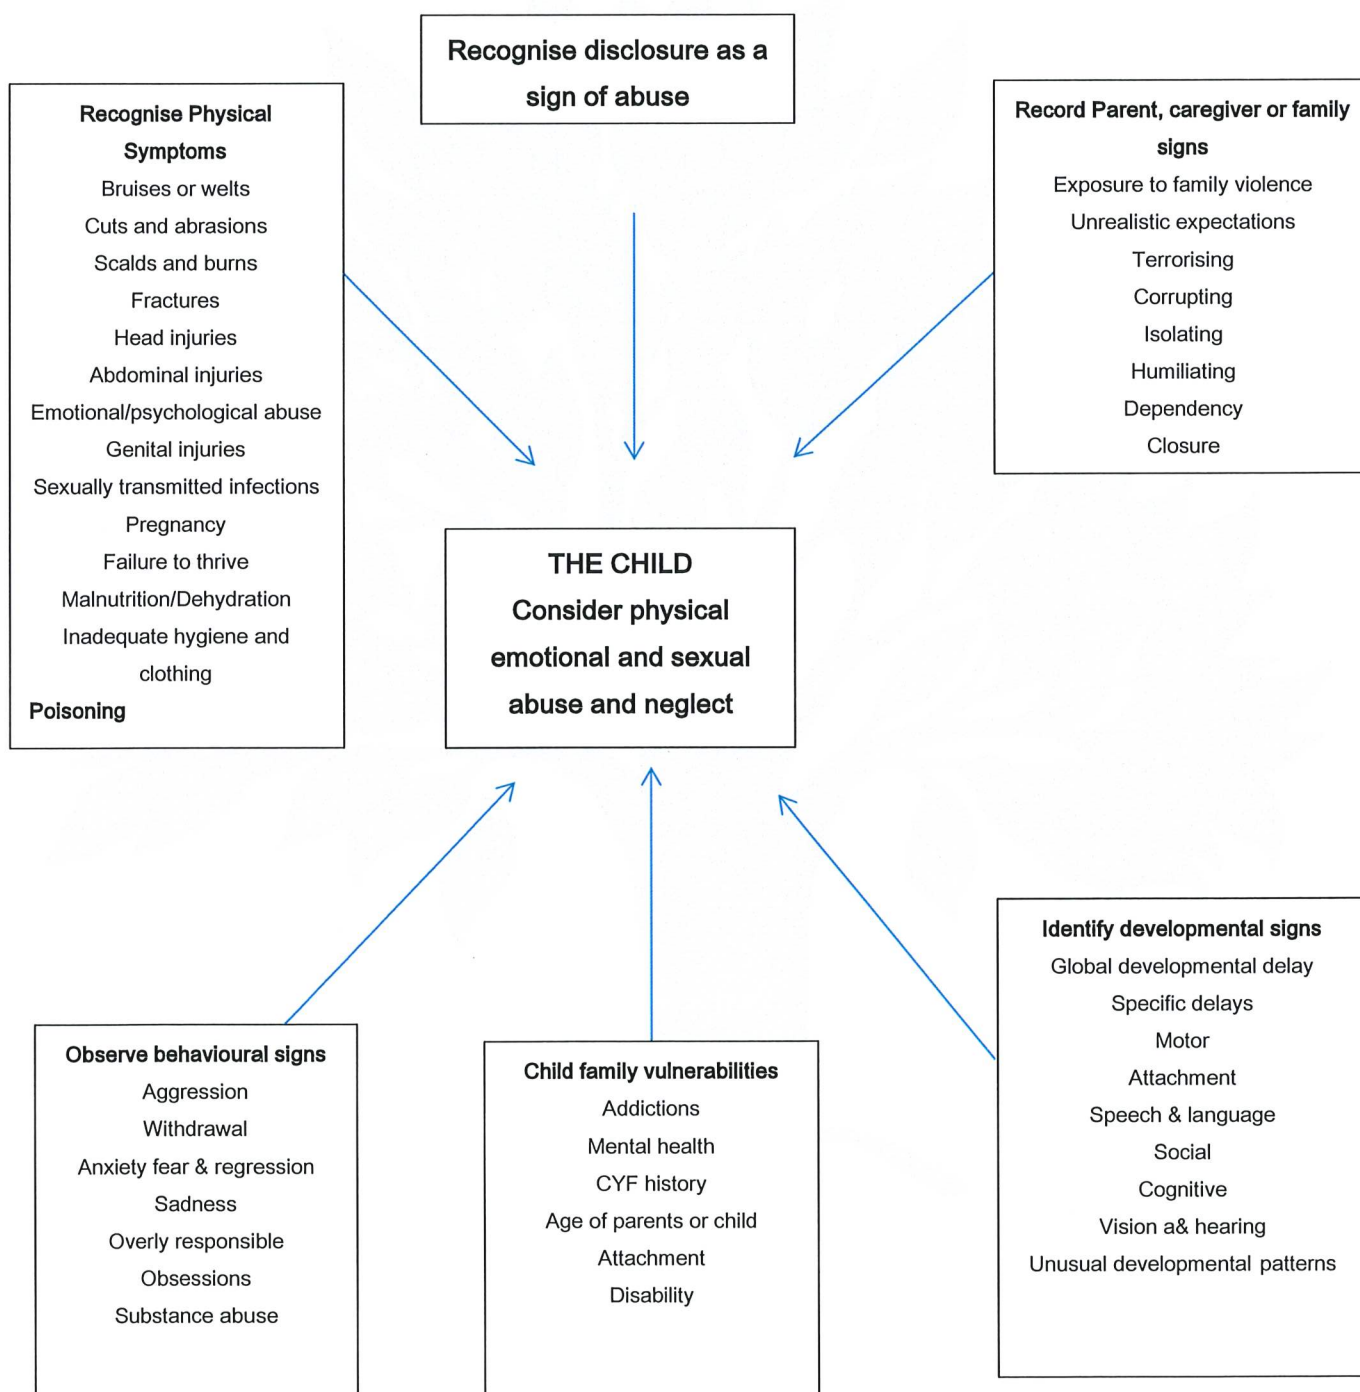 Recognise disclosure as a
sign of abuse
Recognise Physical
Symptoms
Bruises or welts
Cuts and abrasions
Scalds and burns
Fractures
Head injuries
Abdominal injuries
Emotional/psychological abuse
Genital injuries
Sexually transmitted infections
Pregnancy
Failure to thrive
Malnutrition/Dehydration
Inadequate hygiene and
clothing
Poisoning
Record Parent, caregiver or family
signs
Exposure to family violence
Unrealistic expectations
Terrorising
Corrupting
Isolating
Humiliating
Dependency
Closure
THE CHILD
Consider physical
emotional and sexual
abuse and neglect
Observe behavioural signs
Aggression
Withdrawal
Anxiety fear & regression
Sadness
Overly responsible
Obsessions
Substance abuse
Child family vulnerabilities
Addictions
Mental health
CYF history
Age of parents or child
Attachment
Disability
Identify developmental signs
Global developmental delay
Specific delays
Motor
Attachment
Speech & language
Social
Cognitive
Vision a& hearing
Unusual developmental patterns